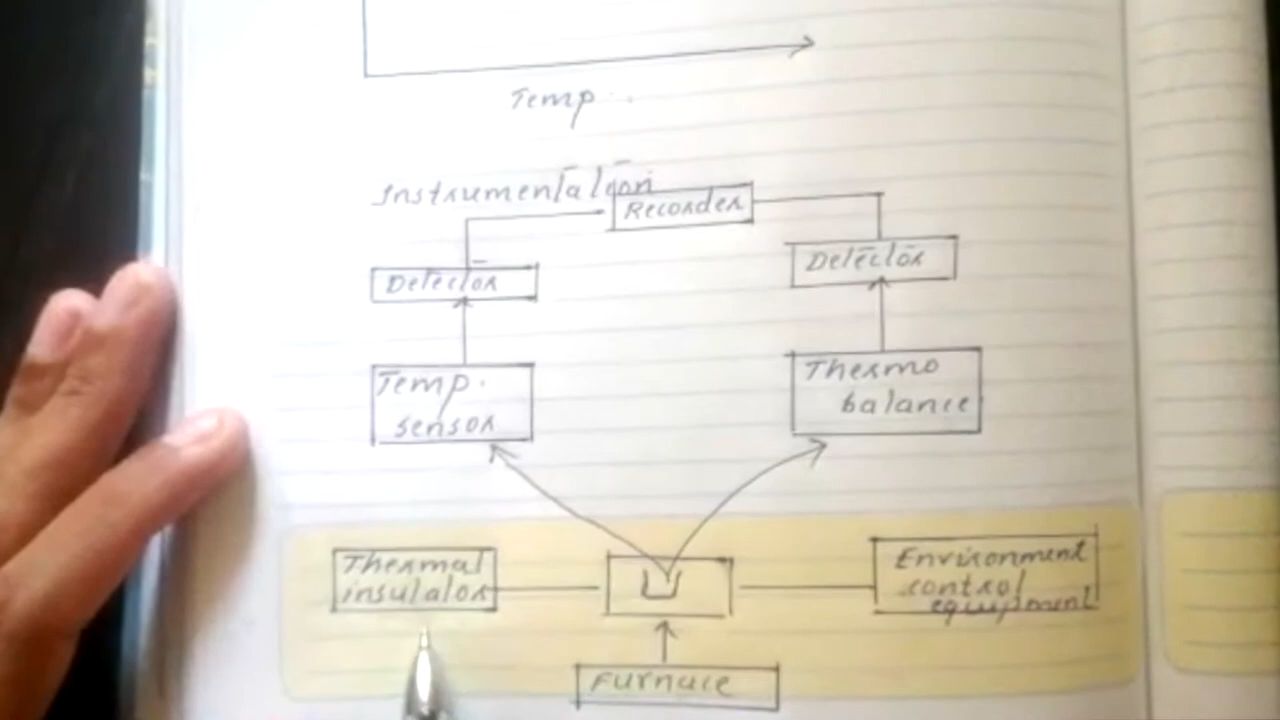 Temp.
Instrumentation
Recorder
Detector
Detector
Temp.
sensor
Thermo
balance
Thermal
insulator
U
Environment
control
equipment
Furnace